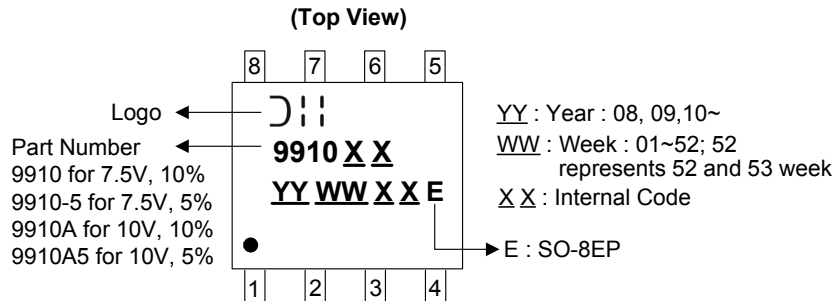 (Top View)
8 7 6 5
Logo
Part Number
9910 for 7.5V, 10%
9910-5 for 7.5V, 5%
9910A for 10V, 10%
9910A5 for 10V, 5%
9910 X X
YY WW X X E
YY : Year : 08, 09,10~
WW : Week : 01~52; 52
represents 52 and 53 week
X X : Internal Code
E : SO-8EP
1 2 3 4